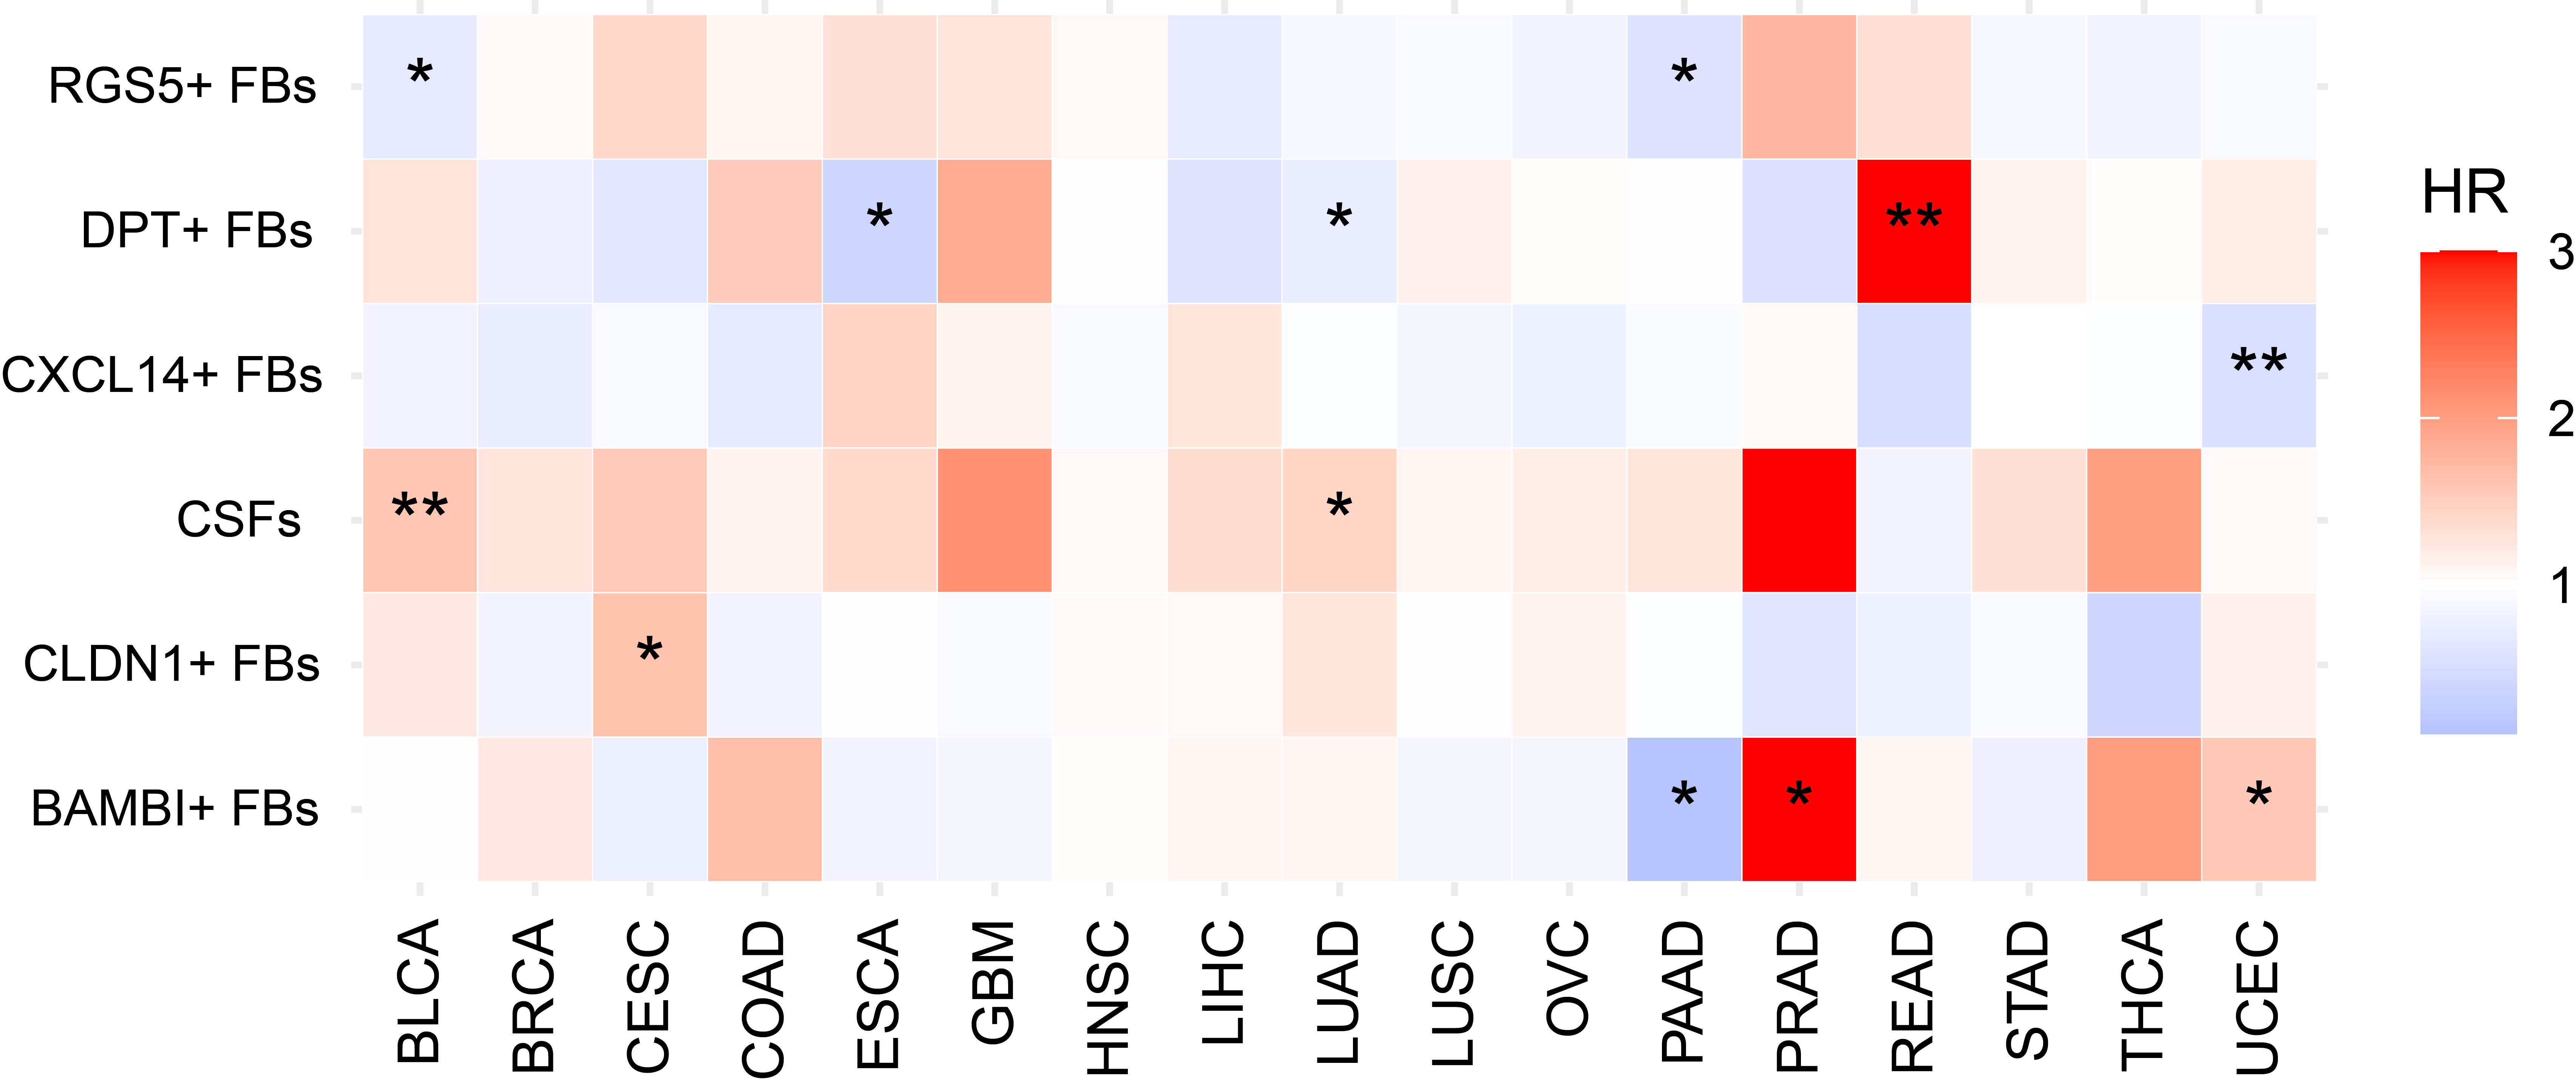 RGS5+ FBs * *
DPT+ FBs * * **
CXCL14+ FBs **
CSFs ** *
CLDN1+ FBs *
BAMBI+ FBs * * *
BLCA BRCA CESC COAD ESCA GBM HNSC LIHC LUAD LUSC OVC PAAD PRAD READ STAD THCA UCEC
HR
3
2
1